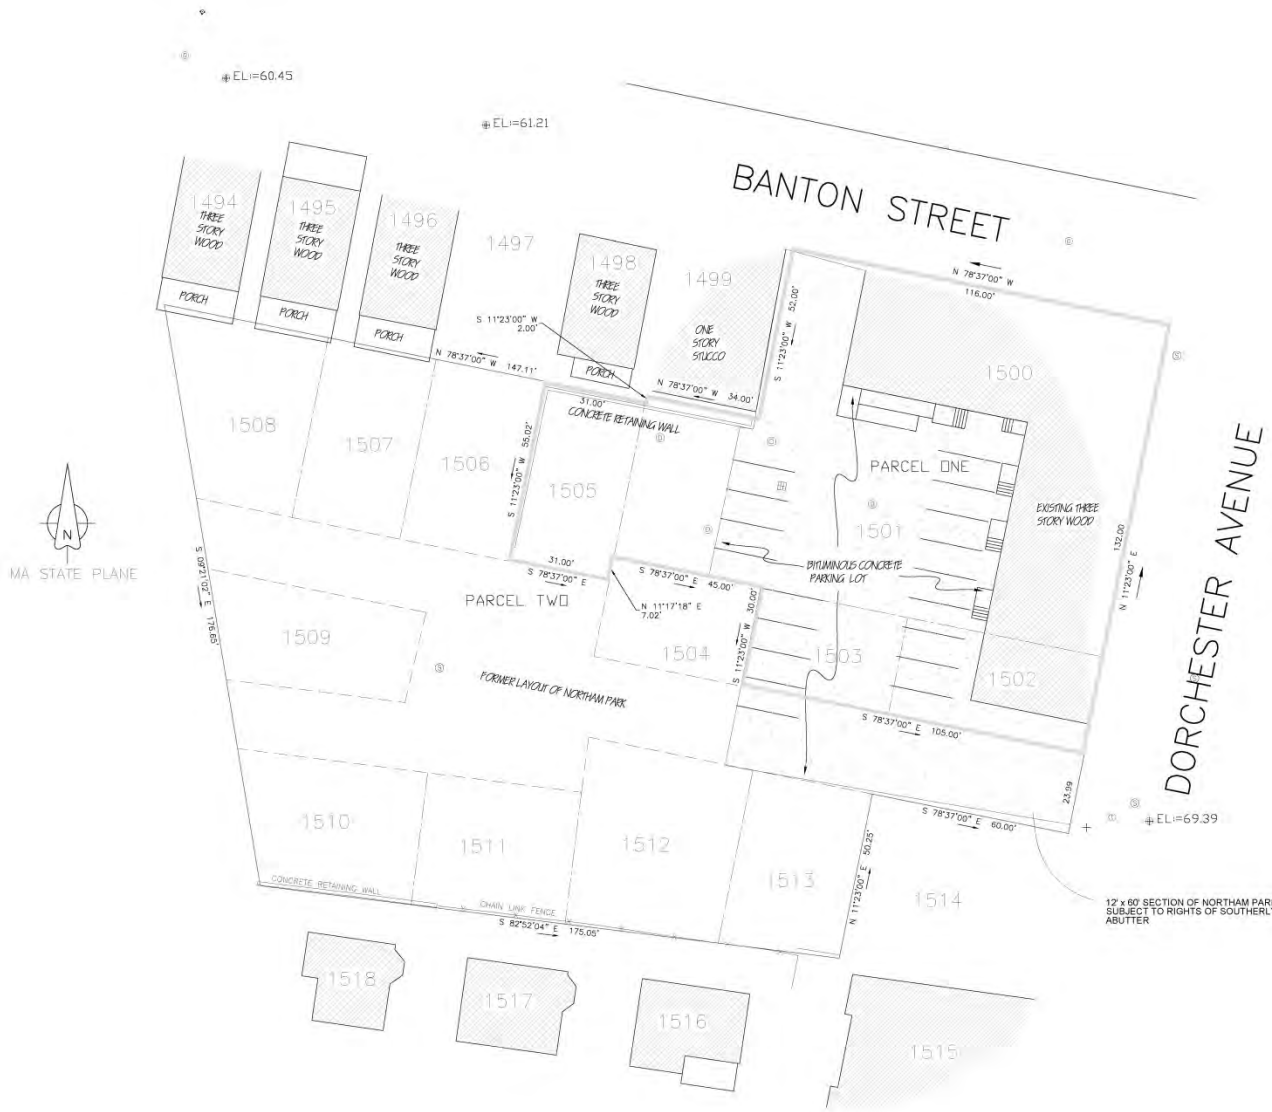 EL.=60.45
EL.=61.21
BANTON STREET
N 78°37'00" W
116.00'
1494
THREE
STORY
WOOD
PORCH
1495
THREE
STORY
WOOD
PORCH
1496
THREE
STORY
WOOD
PORCH
1497
1498
THREE
STORY
WOOD
PORCH
1499
ONE
STORY
STUCCO
S 11°23'00" W
2.00'
N 78°37'00" W 147.11'
N 78°37'00" W 34.00'
S 11°23'00" W 52.00'
31.00'
CONCRETE RETAINING WALL
1500
1508
1507
1506
1505
S 11°23'00" W 55.02'
PARCEL ONE
1501
EXISTING THREE
STORY WOOD
132.00
N 11°23'00" E
DORCHESTER AVENUE
N
MA STATE PLANE
31.00'
S 78°37'00" E
S 78°37'00" E 45.00'
BITUMINOUS CONCRETE
PARKING LOT
PARCEL TWO
N 11°17'18" E
7.02'
S 11°23'00" W 30.00'
S 09°21'02" E 176.65'
1509
1504
1503
1502
FORMER LAYOUT OF NORTHAM PARK
S 78°37'00" E 105.00'
23.99
S 78°37'00" E 60.00'
EL.=69.39
1510
1511
1512
1513
N 11°23'00" E 50.25'
1514
12' x 60' SECTION OF NORTHAM PAR
SUBJECT TO RIGHTS OF SOUTHERL
ABUTTER
CONCRETE RETAINING WALL
CHAIN LINK FENCE
S 82°52'04" E 175.05'
1518
1517
1516
1515